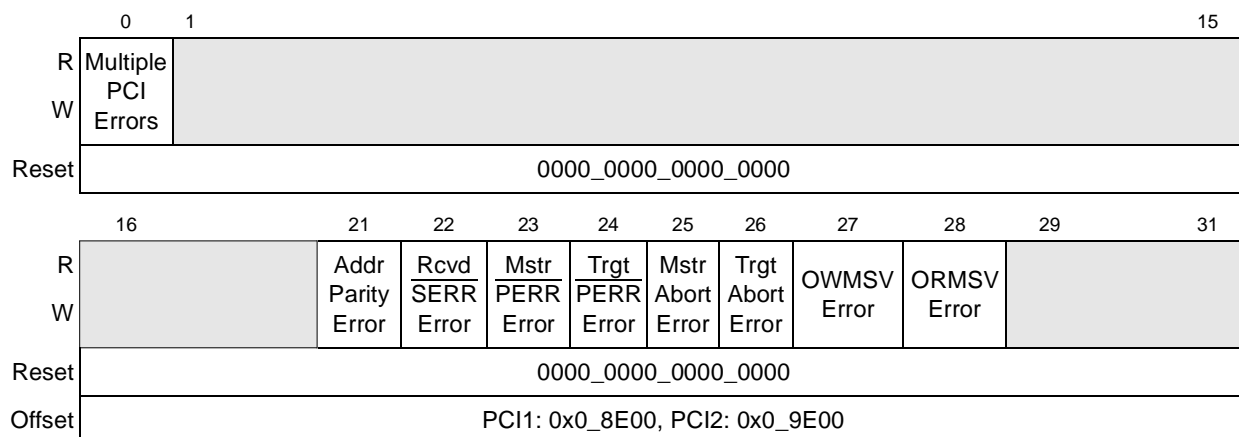 0 1 15
R Multiple
PCI
W
Errors
Reset 0000_0000_0000_0000
16 21 22 23 24 25 26 27 28 29 31
R Addr Rcvd Mstr Trgt Mstr Trgt
Parity SERR PERR PERR Abort Abort OWMSV ORMSV
W Error Error Error Error Error Error Error Error
Reset 0000_0000_0000_0000
Offset PCI1: 0x0_8E00, PCI2: 0x0_9E00